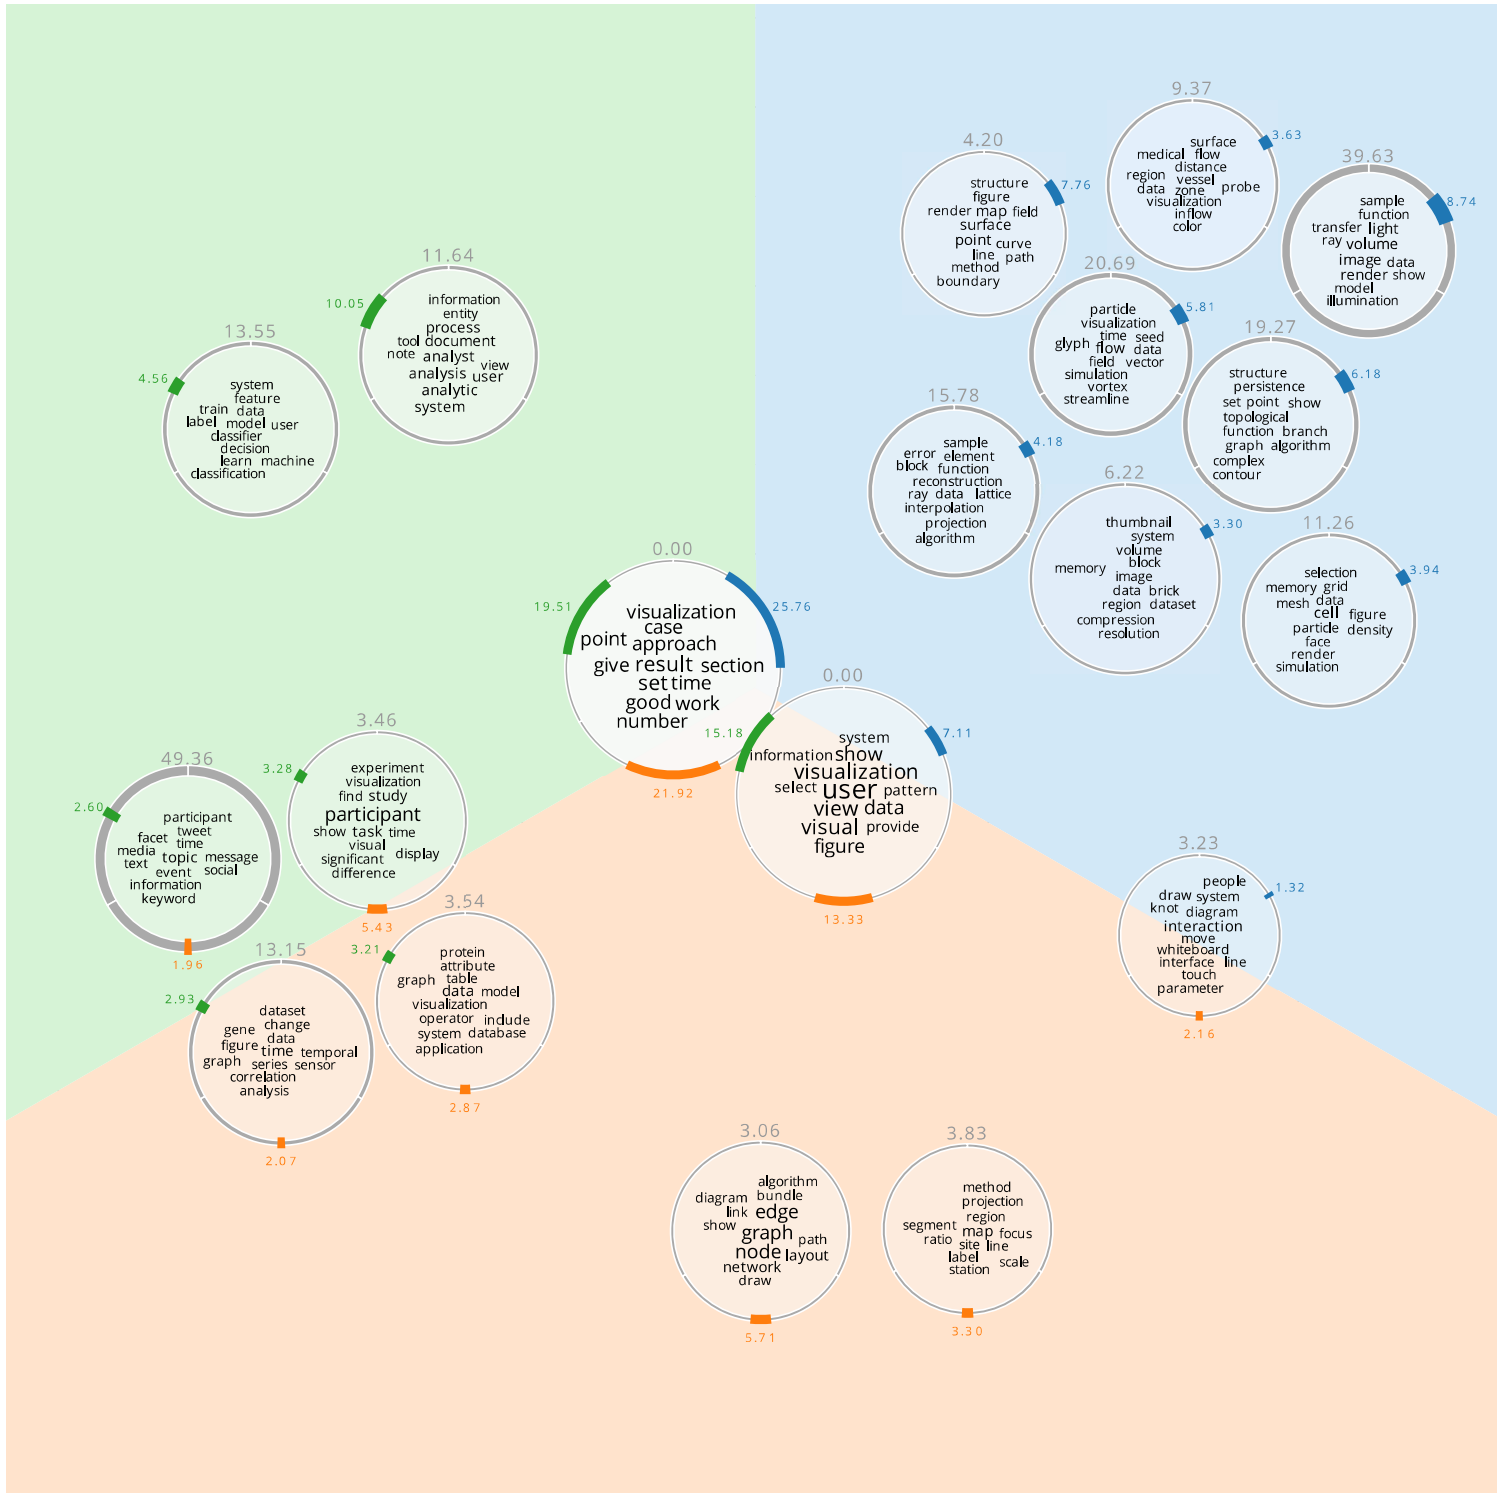 9.37
3.63
surface
medical flow
distance
region vessel
data zone probe
visualization
inflow
color
4.20
7.76
structure
figure
render map field
surface
point curve
line path
method
boundary
39.63
8.74
sample
function
transfer light
ray volume
image data
render show
model
illumination
20.69
5.81
particle
visualization
time seed
glyph flow data
field vector
simulation
vortex
streamline
19.27
6.18
structure
persistence
set point show
topological
function branch
graph algorithm
complex
contour
15.78
4.18
sample
error element
block function
reconstruction
ray data lattice
interpolation
projection
algorithm
6.22
3.30
thumbnail
system
volume
block
memory
image
data brick
region dataset
compression
resolution
11.26
3.94
selection
memory grid
mesh data
cell figure
particle density
face
render
simulation
11.64
10.05
information
entity
process
tool document
note analyst
view
analysis user
analytic
system
13.55
4.56
system
feature
train data
label model user
classifier
decision
learn machine
classification
0.00
19.51
25.76
visualization
case
point approach
give result section
set time
good work
number
21.92
0.00
15.18
7.11
system
information show
visualization
select user pattern
view data
visual provide
figure
13.33
3.46
3.28
experiment
visualization
find study
participant
show task time
visual
significant display
difference
5.43
49.36
2.60
participant
tweet
facet time
media
text topic message
event social
information
keyword
1.96
3.54
3.21
protein
attribute
graph table
data model
visualization
operator include
system database
application
2.87
13.15
2.93
dataset
change
gene data
figure time temporal
graph series sensor
correlation
analysis
2.07
3.23
1.32
people
draw system
knot diagram
interaction
move
whiteboard
interface line
touch
parameter
2.16
3.06
algorithm
diagram bundle
link edge
show
graph path
node layout
network
draw
5.71
3.83
method
projection
region
segment map focus
ratio site line
label scale
station
3.30